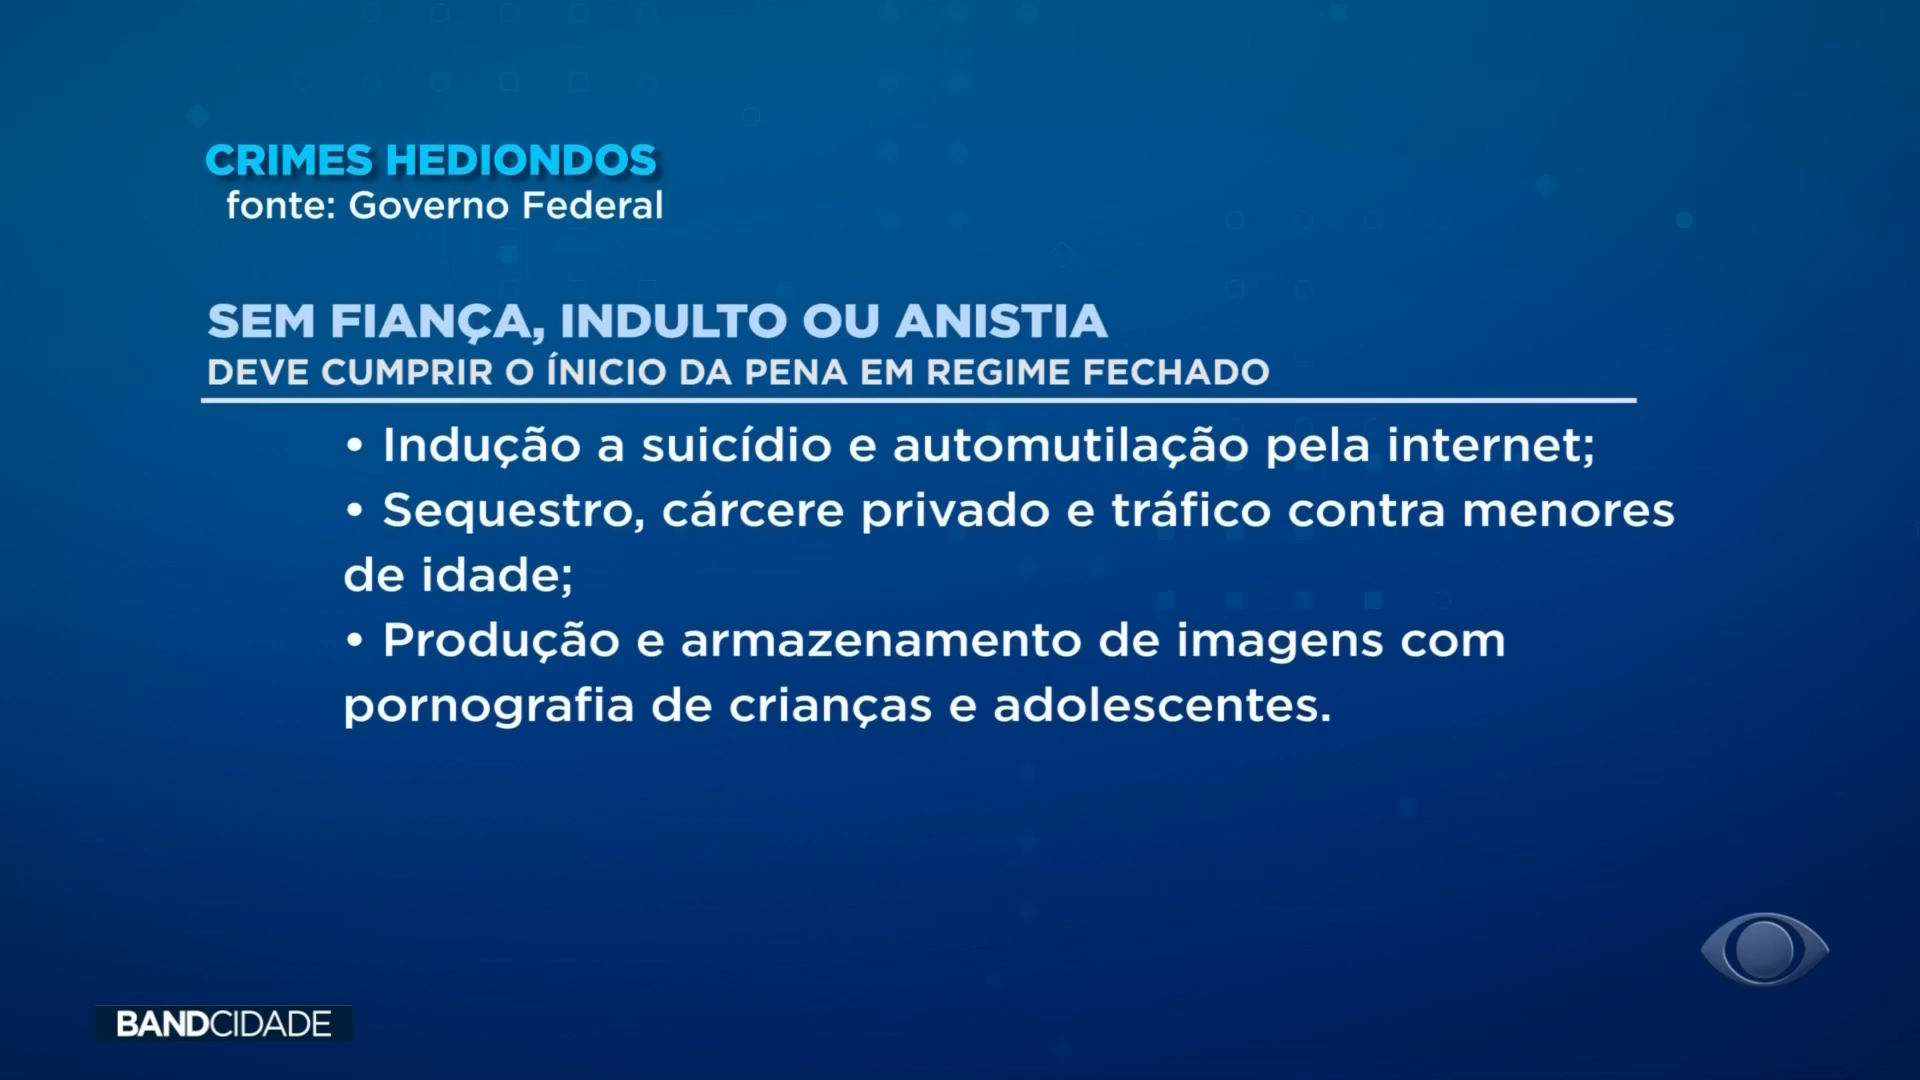 CRIMES HEDIONDOS
fonte: Governo Federal
SEM FIANÇA, INDULTO OU ANISTIA
DEVE CUMPRIR O ÍNICIO DA PENA EM REGIME FECHADO
• Indução a suicídio e automutilação pela internet;
• Sequestro, cárcere privado e tráfico contra menores
de idade;
• Produção e armazenamento de imagens com
pornografia de crianças e adolescentes.
BANDCIDADE